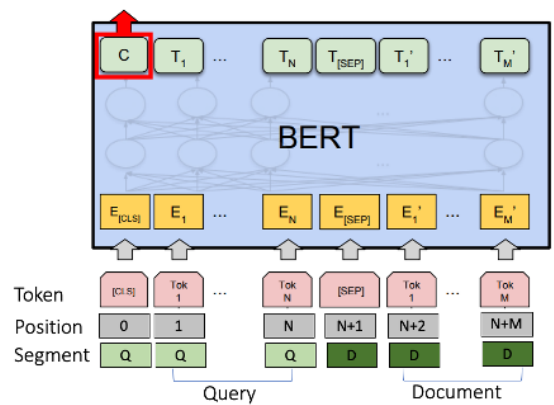 C T1 ... TN T[SEP] T1' ... TM'
...
BERT
...
E[CLS] E1 ... EN E[SEP] E1' ... EM'
Token [CLS] Tok 1 ... Tok N [SEP] Tok 1 ... Tok M
Position 0 1 N N+1 N+2 N+M
Segment Q Q Q D D D
Query Document